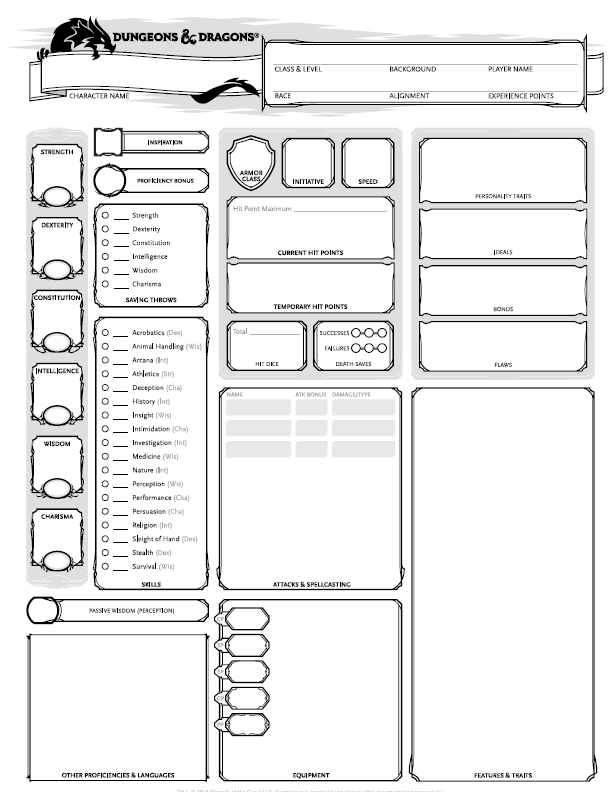 DUNGEONS & DRAGONS®
CLASS & LEVEL BACKGROUND PLAYER NAME
CHARACTER NAME
RACE ALIGNMENT EXPERIENCE POINTS
STRENGTH
DEXTERITY
CONSTITUTION
INTELLIGENCE
WISDOM
CHARISMA
INSPIRATION
PROFICIENCY BONUS
Strength
Dexterity
Constitution
Intelligence
Wisdom
Charisma
SAVING THROWS
Acrobatics (Dex)
Animal Handling (Wis)
Arcana (Int)
Athletics (Str)
Deception (Cha)
History (Int)
Insight (Wis)
Intimidation (Cha)
Investigation (Int)
Medicine (Wis)
Nature (Int)
Perception (Wis)
Performance (Cha)
Persuasion (Cha)
Religion (Int)
Sleight of Hand (Dex)
Stealth (Dex)
Survival (Wis)
SKILLS
PASSIVE WISDOM (PERCEPTION)
OTHER PROFICIENCIES & LANGUAGES
ARMOR
CLASS
INITIATIVE
SPEED
Hit Point Maximum
CURRENT HIT POINTS
TEMPORARY HIT POINTS
Total
HIT DICE
SUCCESSES
FAILURES
DEATH SAVES
NAME ATK BONUS DAMAGE/TYPE
ATTACKS & SPELLCASTING
CP
SP
EP
GP
PP
EQUIPMENT
PERSONALITY TRAITS
IDEALS
BONDS
FLAWS
FEATURES & TRAITS